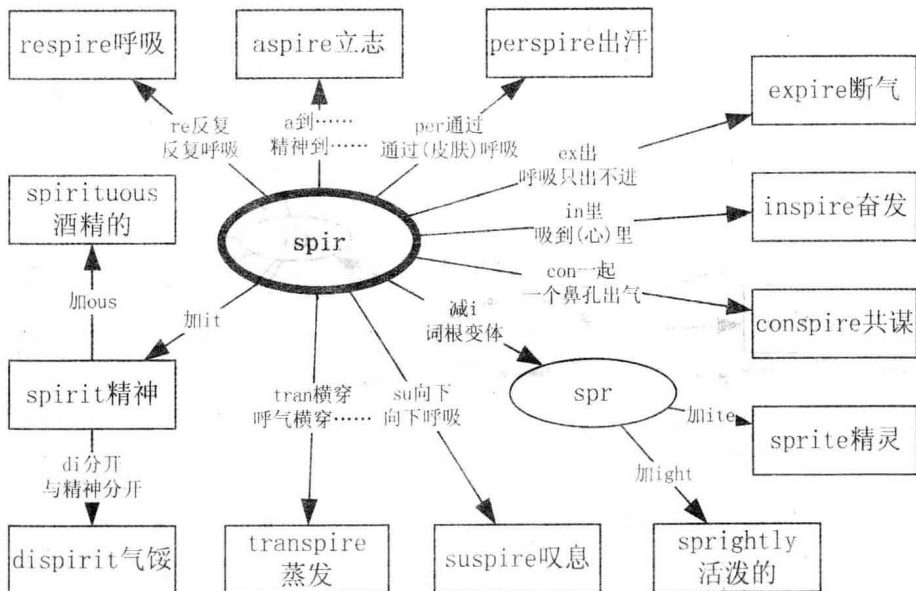 respire呼吸
aspire立志
perspire出汗
expire断气
re反复
反复呼吸
a到……
精神到……
per通过
通过(皮肤)呼吸
ex出
呼吸只出不进
spirituous
酒精的
spir
in里
吸到(心)里
inspire奋发
con一起
一个鼻孔出气
conspire共谋
加ous
加it
减i
词根变体
spirit精神
tran横穿
呼气横穿……
su向下
向下呼吸
spr
加ite
sprite精灵
di分开
与精神分开
加ight
dispirit气馁
transpire
蒸发
suspire叹息
sprightly
活泼的